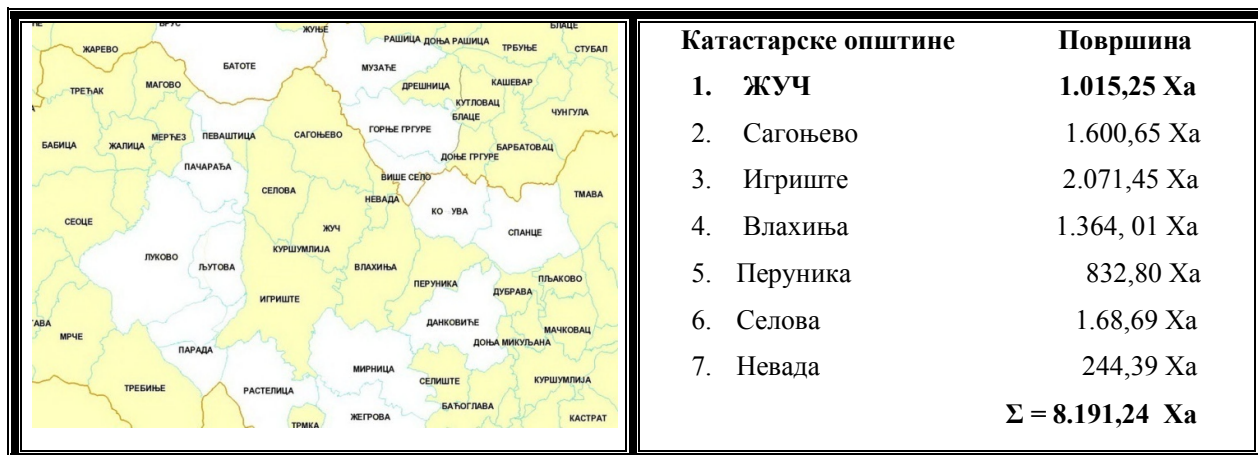 БРУС
ЖУЊЕ
БЛАЦЕ
ЖАРЕВО
РАШИЦА
ДОЊА РАШИЦА
ТРБУЊЕ
СТУБАЛ
БАТОТЕ
МУЗАЋЕ
ТРЕЋАК
МАГОВО
ДРЕШНИЦА
КАШЕВАР
КУТЛОВАЦ
БЛАЦЕ
ЧУНГУЛА
БАБИЦА
ЖАЛИЦА
МЕРЋЕЗ
ПЕВАШТИЦА
САГОЊЕВО
ГОРЊЕ ГРГУРЕ
БАРБАТОВАЦ
ДОЊЕ ГРГУРЕ
ПАЧАРАЂА
ВИШЕ СЕЛО
СЕЛОВА
НЕВАДА
ТМАВА
СЕОЦЕ
КО УВА
ЖУЧ
СПАНЦЕ
ЛУКОВО
ЉУТОВА
КУРШУМЛИЈА
ВЛАХИЊА
ПЕРУНИКА
ПЉАКОВО
ДУБРАВА
ИГРИШТЕ
МРЧЕ
ДАНКОВИЋЕ
МАЧКОВАЦ
ДОЊА МИКУЉАНА
ПАРАДА
МИРНИЦА
ТРЕБИЊЕ
РАСТЕЛИЦА
СЕЛИШТЕ
КУРШУМЛИЈА
БАЋОГЛАВА
ТРМКА
ЖЕГРОВА
КАСТРАТ
Катастарске општине Површина
1. ЖУЧ 1.015,25 Ха
2. Сагоњево 1.600,65 Ха
3. Игриште 2.071,45 Ха
4. Влахиња 1.364, 01 Ха
5. Перуника 832,80 Ха
6. Селова 1.68,69 Ха
7. Невада 244,39 Ха
Σ = 8.191,24 Ха